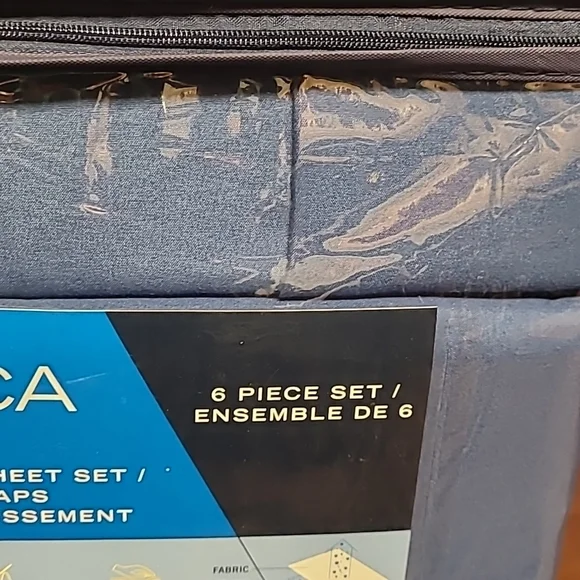 CA
6 PIECE SET /
ENSEMBLE DE 6
HEET SET /
APS
SSEMENT
FABRIC